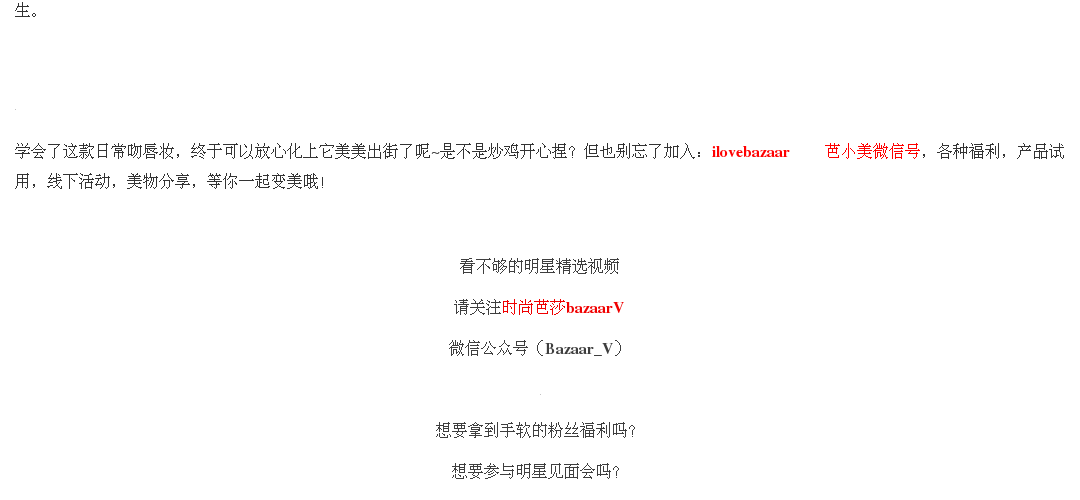 生。
学会了这款日常吻唇妆，终于可以放心化上它美美出街了呢~是不是炒鸡开心捏？但也别忘了加入：ilovebazaar 芭小美微信号，各种福利，产品试
用，线下活动，美物分享，等你一起变美哦！
看不够的明星精选视频
请关注时尚芭莎bazaarV
微信公众号（Bazaar_V）
想要拿到手软的粉丝福利吗？
想要参与明星见面会吗？